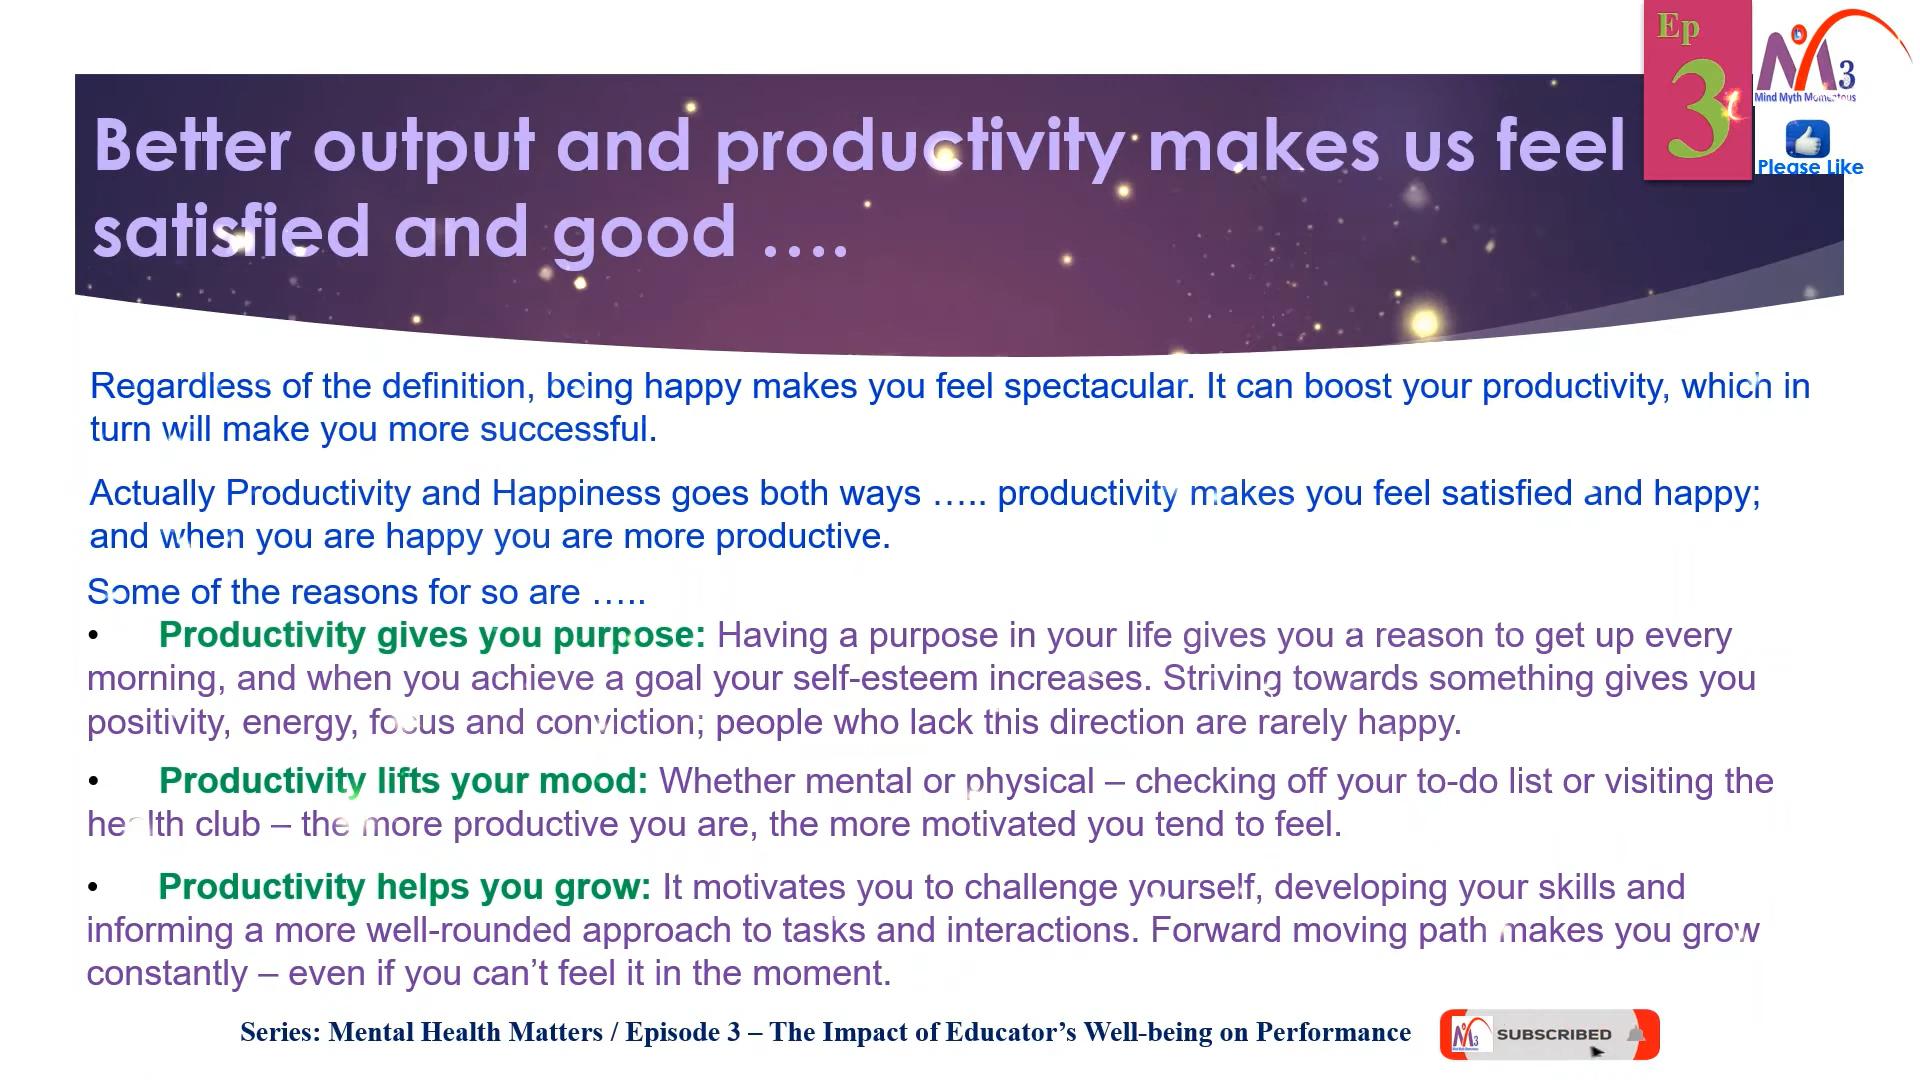 Ep
3
M3
Mind Myth Momentous
Please Like
Better output and productivity makes us feel
satisfied and good ….
Regardless of the definition, being happy makes you feel spectacular. It can boost your productivity, which in
turn will make you more successful.
Actually Productivity and Happiness goes both ways ….. productivity makes you feel satisfied and happy;
and when you are happy you are more productive.
Some of the reasons for so are …..
• Productivity gives you purpose: Having a purpose in your life gives you a reason to get up every
morning, and when you achieve a goal your self-esteem increases. Striving towards something gives you
positivity, energy, focus and conviction; people who lack this direction are rarely happy.
• Productivity lifts your mood: Whether mental or physical – checking off your to-do list or visiting the
health club – the more productive you are, the more motivated you tend to feel.
• Productivity helps you grow: It motivates you to challenge yourself, developing your skills and
informing a more well-rounded approach to tasks and interactions. Forward moving path makes you grow
constantly – even if you can’t feel it in the moment.
Series: Mental Health Matters / Episode 3 – The Impact of Educator’s Well-being on Performance
M3
SUBSCRIBED